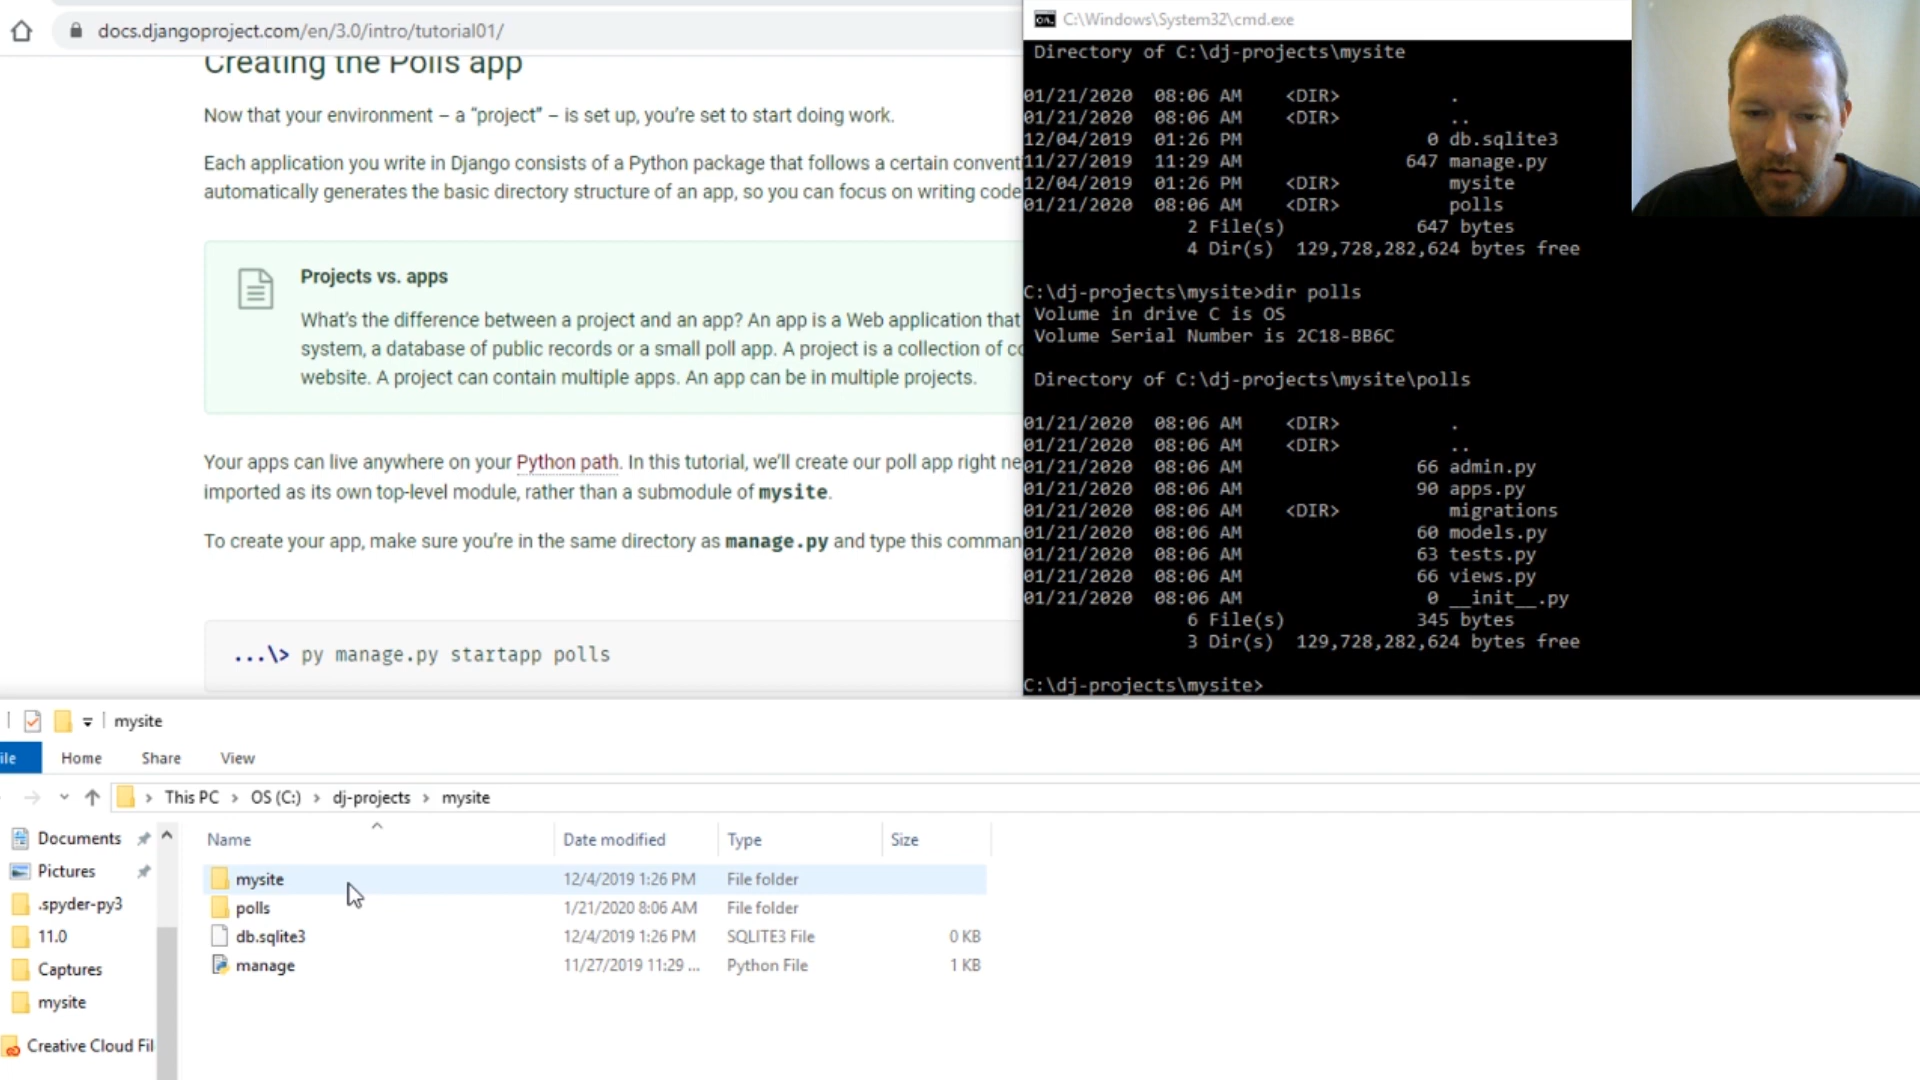 docs.djangoproject.com/en/3.0/intro/tutorial01/
Creating the Polls app
Now that your environment – a “project” – is set up, you’re set to start doing work.
Each application you write in Django consists of a Python package that follows a certain convent
automatically generates the basic directory structure of an app, so you can focus on writing code
Projects vs. apps
What’s the difference between a project and an app? An app is a Web application that
system, a database of public records or a small poll app. A project is a collection of co
website. A project can contain multiple apps. An app can be in multiple projects.
Your apps can live anywhere on your Python path. In this tutorial, we’ll create our poll app right ne
imported as its own top-level module, rather than a submodule of mysite.
To create your app, make sure you’re in the same directory as manage.py and type this comman
...\> py manage.py startapp polls
C:\Windows\System32\cmd.exe
Directory of C:\dj-projects\mysite
01/21/2020 08:06 AM <DIR> .
01/21/2020 08:06 AM <DIR> ..
12/04/2019 01:26 PM 0 db.sqlite3
11/27/2019 11:29 AM 647 manage.py
12/04/2019 01:26 PM <DIR> mysite
01/21/2020 08:06 AM <DIR> polls
2 File(s) 647 bytes
4 Dir(s) 129,728,282,624 bytes free
C:\dj-projects\mysite>dir polls
Volume in drive C is OS
Volume Serial Number is 2C18-BB6C
Directory of C:\dj-projects\mysite\polls
01/21/2020 08:06 AM <DIR> .
01/21/2020 08:06 AM <DIR> ..
01/21/2020 08:06 AM 66 admin.py
01/21/2020 08:06 AM 90 apps.py
01/21/2020 08:06 AM <DIR> migrations
01/21/2020 08:06 AM 60 models.py
01/21/2020 08:06 AM 63 tests.py
01/21/2020 08:06 AM 66 views.py
01/21/2020 08:06 AM 0 __init__.py
6 File(s) 345 bytes
3 Dir(s) 129,728,282,624 bytes free
C:\dj-projects\mysite>
mysite
ile Home Share View
This PC > OS (C:) > dj-projects > mysite
Documents
Pictures
.spyder-py3
11.0
Captures
mysite
Creative Cloud Fil
Name Date modified Type Size
mysite 12/4/2019 1:26 PM File folder
polls 1/21/2020 8:06 AM File folder
db.sqlite3 12/4/2019 1:26 PM SQLITE3 File 0 KB
manage 11/27/2019 11:29 ... Python File 1 KB